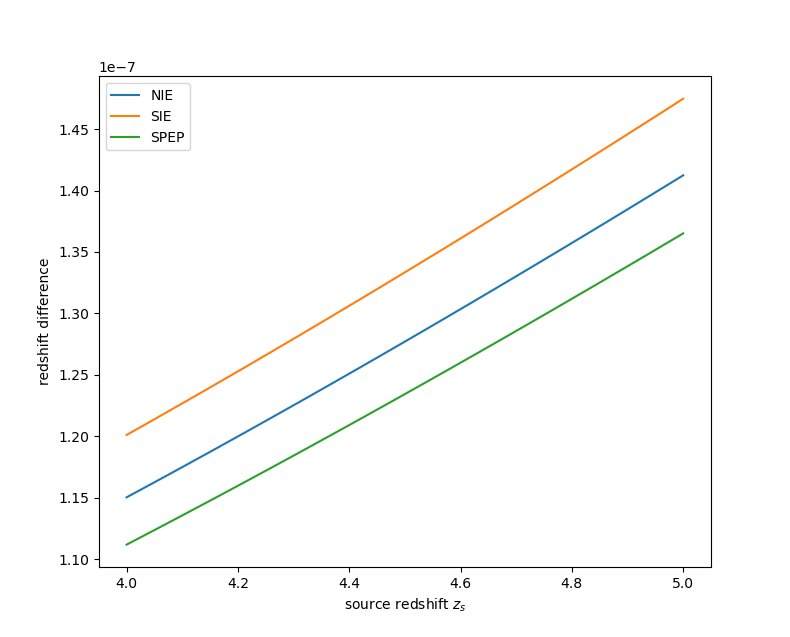 1e−7
NIE
SIE
SPEP
1.45
1.40
1.35
1.30
1.25
1.20
1.15
1.10
redshift difference
4.0 4.2 4.4 4.6 4.8 5.0
source redshift zₛ